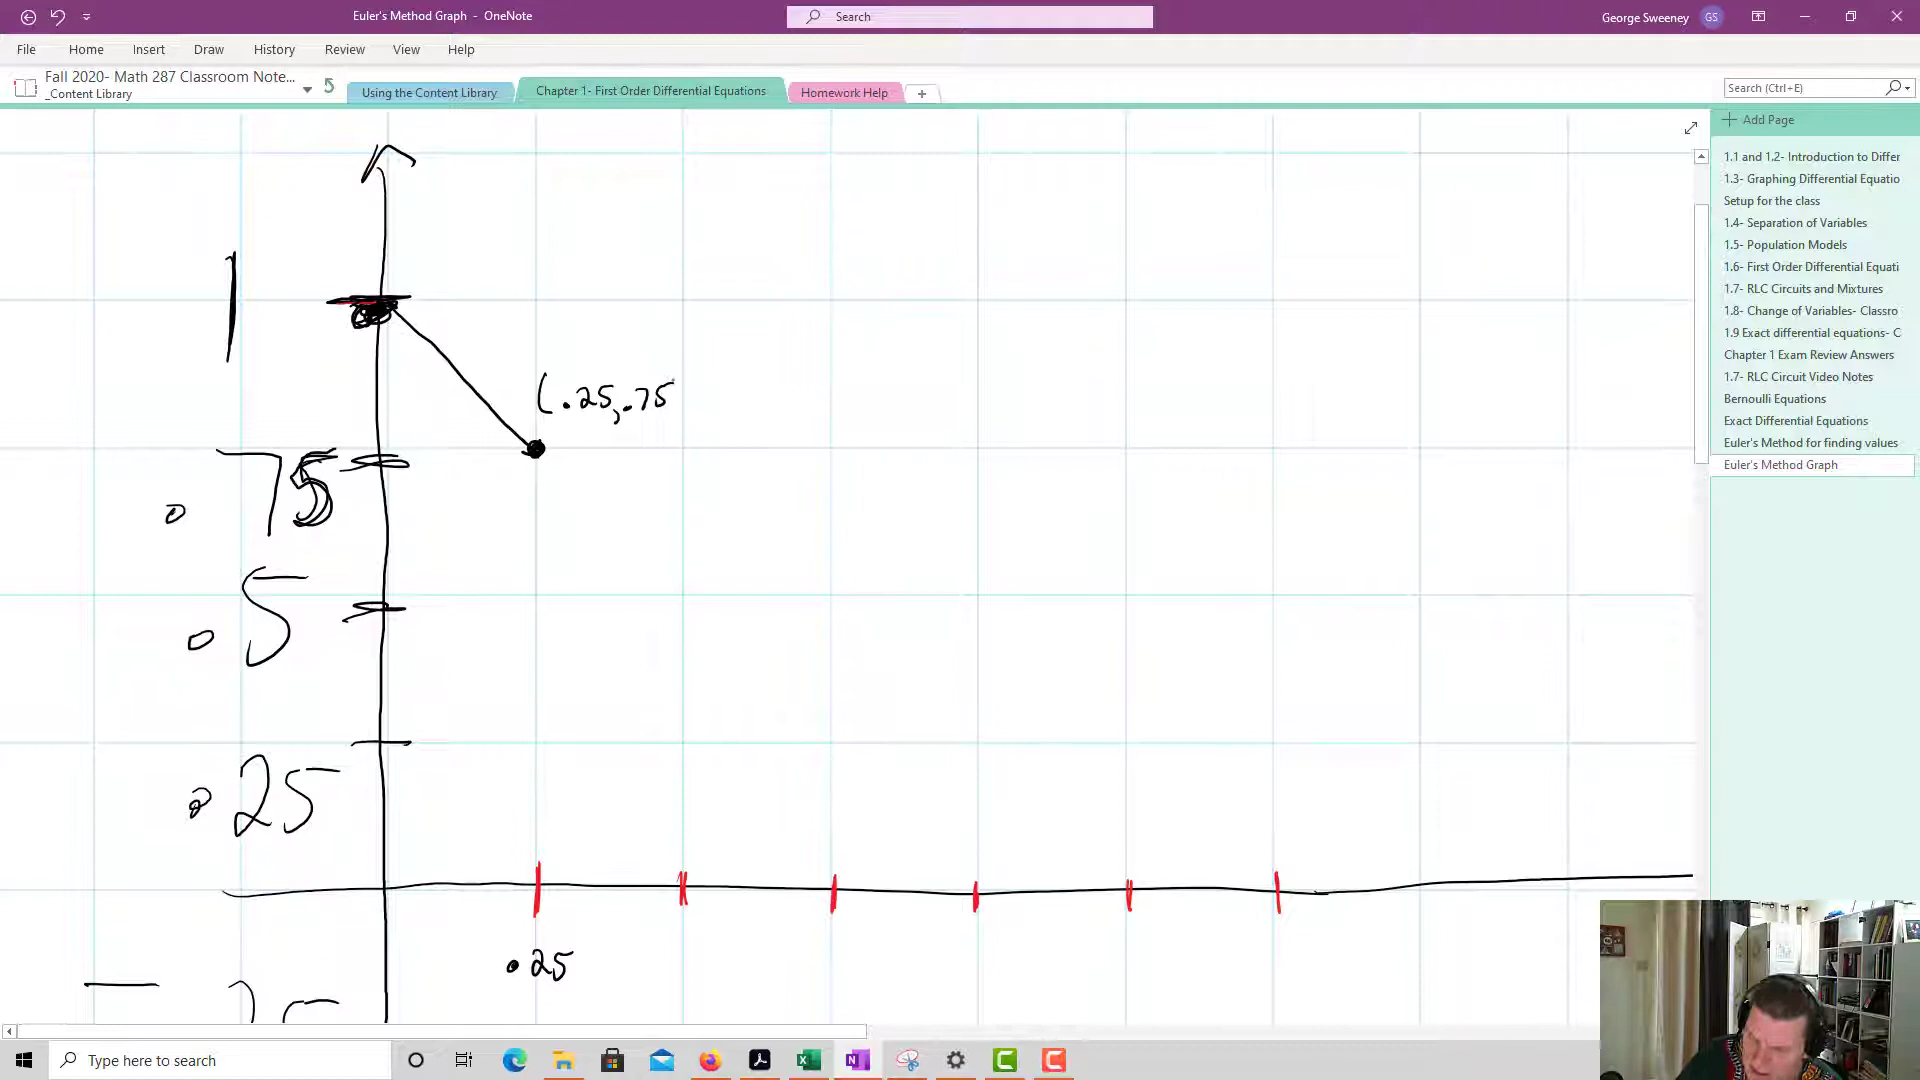 Euler's Method Graph - OneNote
Search
George Sweeney
GS
File Home Insert Draw History Review View Help
Fall 2020- Math 287 Classroom Note...
_Content Library
Using the Content Library
Chapter 1- First Order Differential Equations
Homework Help
Search (Ctrl+E)
Add Page
1.1 and 1.2- Introduction to Differ
1.3- Graphing Differential Equatio
Setup for the class
1.4- Separation of Variables
1.5- Population Models
1.6- First Order Differential Equati
1.7- RLC Circuits and Mixtures
1.8- Change of Variables- Classro
1.9 Exact differential equations- C
Chapter 1 Exam Review Answers
1.7- RLC Circuit Video Notes
Bernoulli Equations
Exact Differential Equations
Euler's Method for finding values
Euler's Method Graph
1
(.25,.75
.75
.5
.25
.25
Type here to search